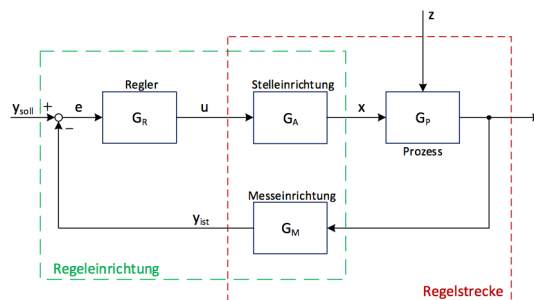 z
Regler
Stelleinrichtung
y_soll
+
e
G_R
u
G_A
x
G_P
−
Prozess
Messeinrichtung
y_ist
G_M
Regeleinrichtung
Regelstrecke